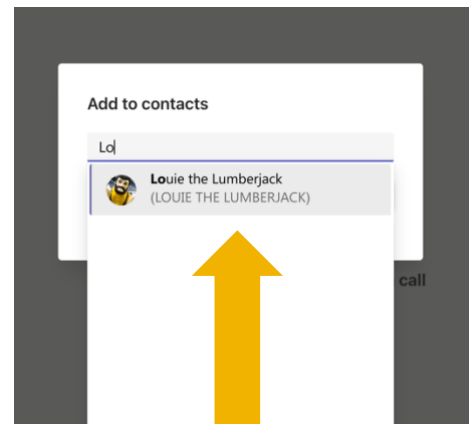 Add to contacts
Lo
Louie the Lumberjack
(LOUIE THE LUMBERJACK)
call